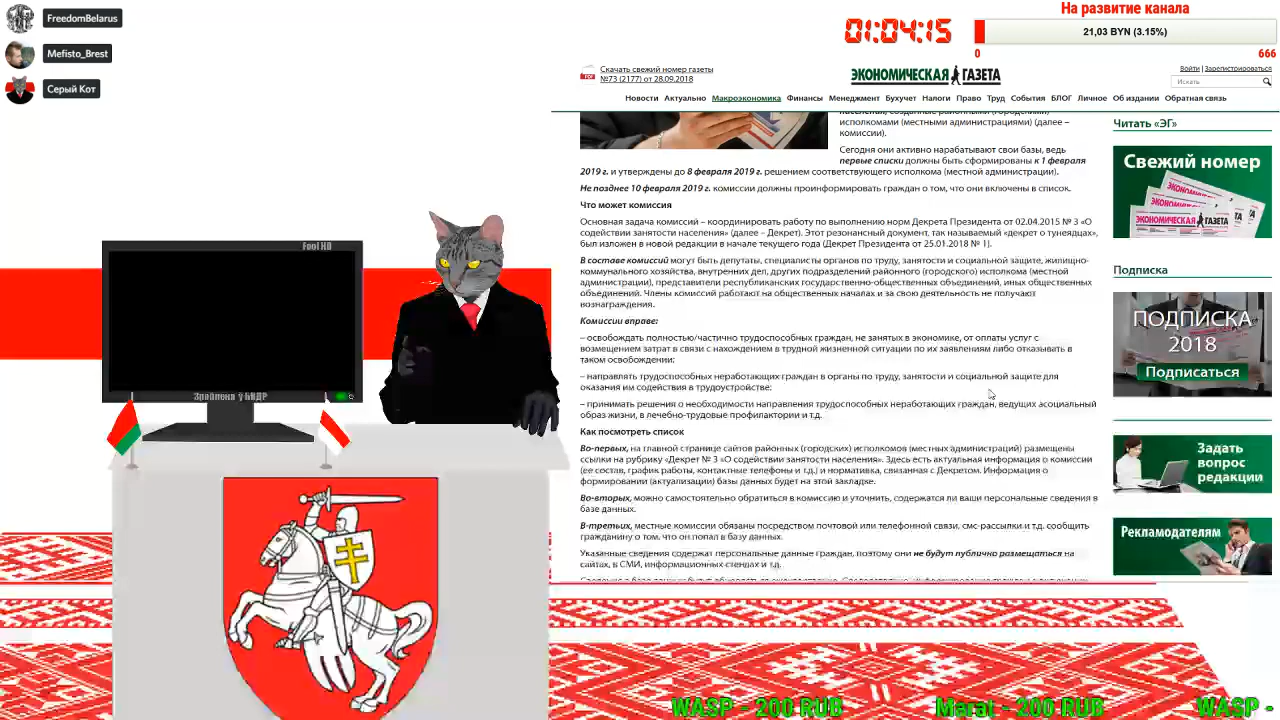 FreedomBelarus
Mefisto_Brest
Серый Кот
01:04:15
На развитие канала
21,03 BYN (3.15%)
0
666
Скачать свежий номер газеты
№73 (2177) от 28.09.2018
ЭКОНОМИЧЕСКАЯ ГАЗЕТА
Войти | Зарегистрироваться
Искать
Новости Актуально Макроэкономика Финансы Менеджмент Бухучет Налоги Право Труд События БЛОГ Личное Об издании Обратная связь
исполкомами (местными администрациями) (далее –
комиссии).
Сегодня они активно нарабатывают свои базы, ведь
первые списки должны быть сформированы к 1 февраля
2019 г. и утверждены до 8 февраля 2019 г. решением соответствующего исполкома (местной администрации).
Не позднее 10 февраля 2019 г. комиссии должны проинформировать граждан о том, что они включены в список.
Что может комиссия
Основная задача комиссий – координировать работу по выполнению норм Декрета Президента от 02.04.2015 № 3 «О
содействии занятости населения» (далее – Декрет). Этот резонансный документ, так называемый «декрет о тунеядцах»,
был изложен в новой редакции в начале текущего года (Декрет Президента от 25.01.2018 № 1).
В составе комиссий могут быть депутаты, специалисты органов по труду, занятости и социальной защите, жилищно-
коммунального хозяйства, внутренних дел, других подразделений районного (городского) исполкома (местной
администрации), представители республиканских государственно-общественных объединений, иных общественных
объединений. Члены комиссий работают на общественных началах и за свою деятельность не получают
вознаграждения.
Комиссии вправе:
– освобождать полностью/частично трудоспособных граждан, не занятых в экономике, от оплаты услуг с
возмещением затрат в связи с нахождением в трудной жизненной ситуации по их заявлениям либо отказывать в
таком освобождении;
– направлять трудоспособных неработающих граждан в органы по труду, занятости и социальной защите для
оказания им содействия в трудоустройстве;
– принимать решения о необходимости направления трудоспособных неработающих граждан, ведущих асоциальный
образ жизни, в лечебно-трудовые профилактории и т.д.
Как посмотреть список
Во-первых, на главной странице сайтов районных (городских) исполкомов (местных администраций) размещены
ссылки на рубрику «Декрет № 3 «О содействии занятости населения». Здесь есть актуальная информация о комиссии
(ее состав, график работы, контактные телефоны и т.д.) и нормативка, связанная с Декретом. Информация о
формировании (актуализации) базы данных будет на этой закладке.
Во-вторых, можно самостоятельно обратиться в комиссию и уточнить, содержатся ли ваши персональные сведения в
базе данных.
В-третьих, местные комиссии обязаны посредством почтовой или телефонной связи, смс-рассылки и т.д. сообщить
гражданину о том, что он попал в базу данных.
Указанные сведения содержат персональные данные граждан, поэтому они не будут публично размещаться на
сайтах, в СМИ, информационных стендах и т.д.
Читать «ЭГ»
Свежий номер
ЭКОНОМИЧЕСКАЯ ГАЗЕТА
Подписка
ПОДПИСКА
2018
Подписаться
Задать
вопрос
редакции
Рекламодателям
Fool HD
Зроблена ў БНДР
WASP - 200 RUB Marat - 200 RUB WASP -